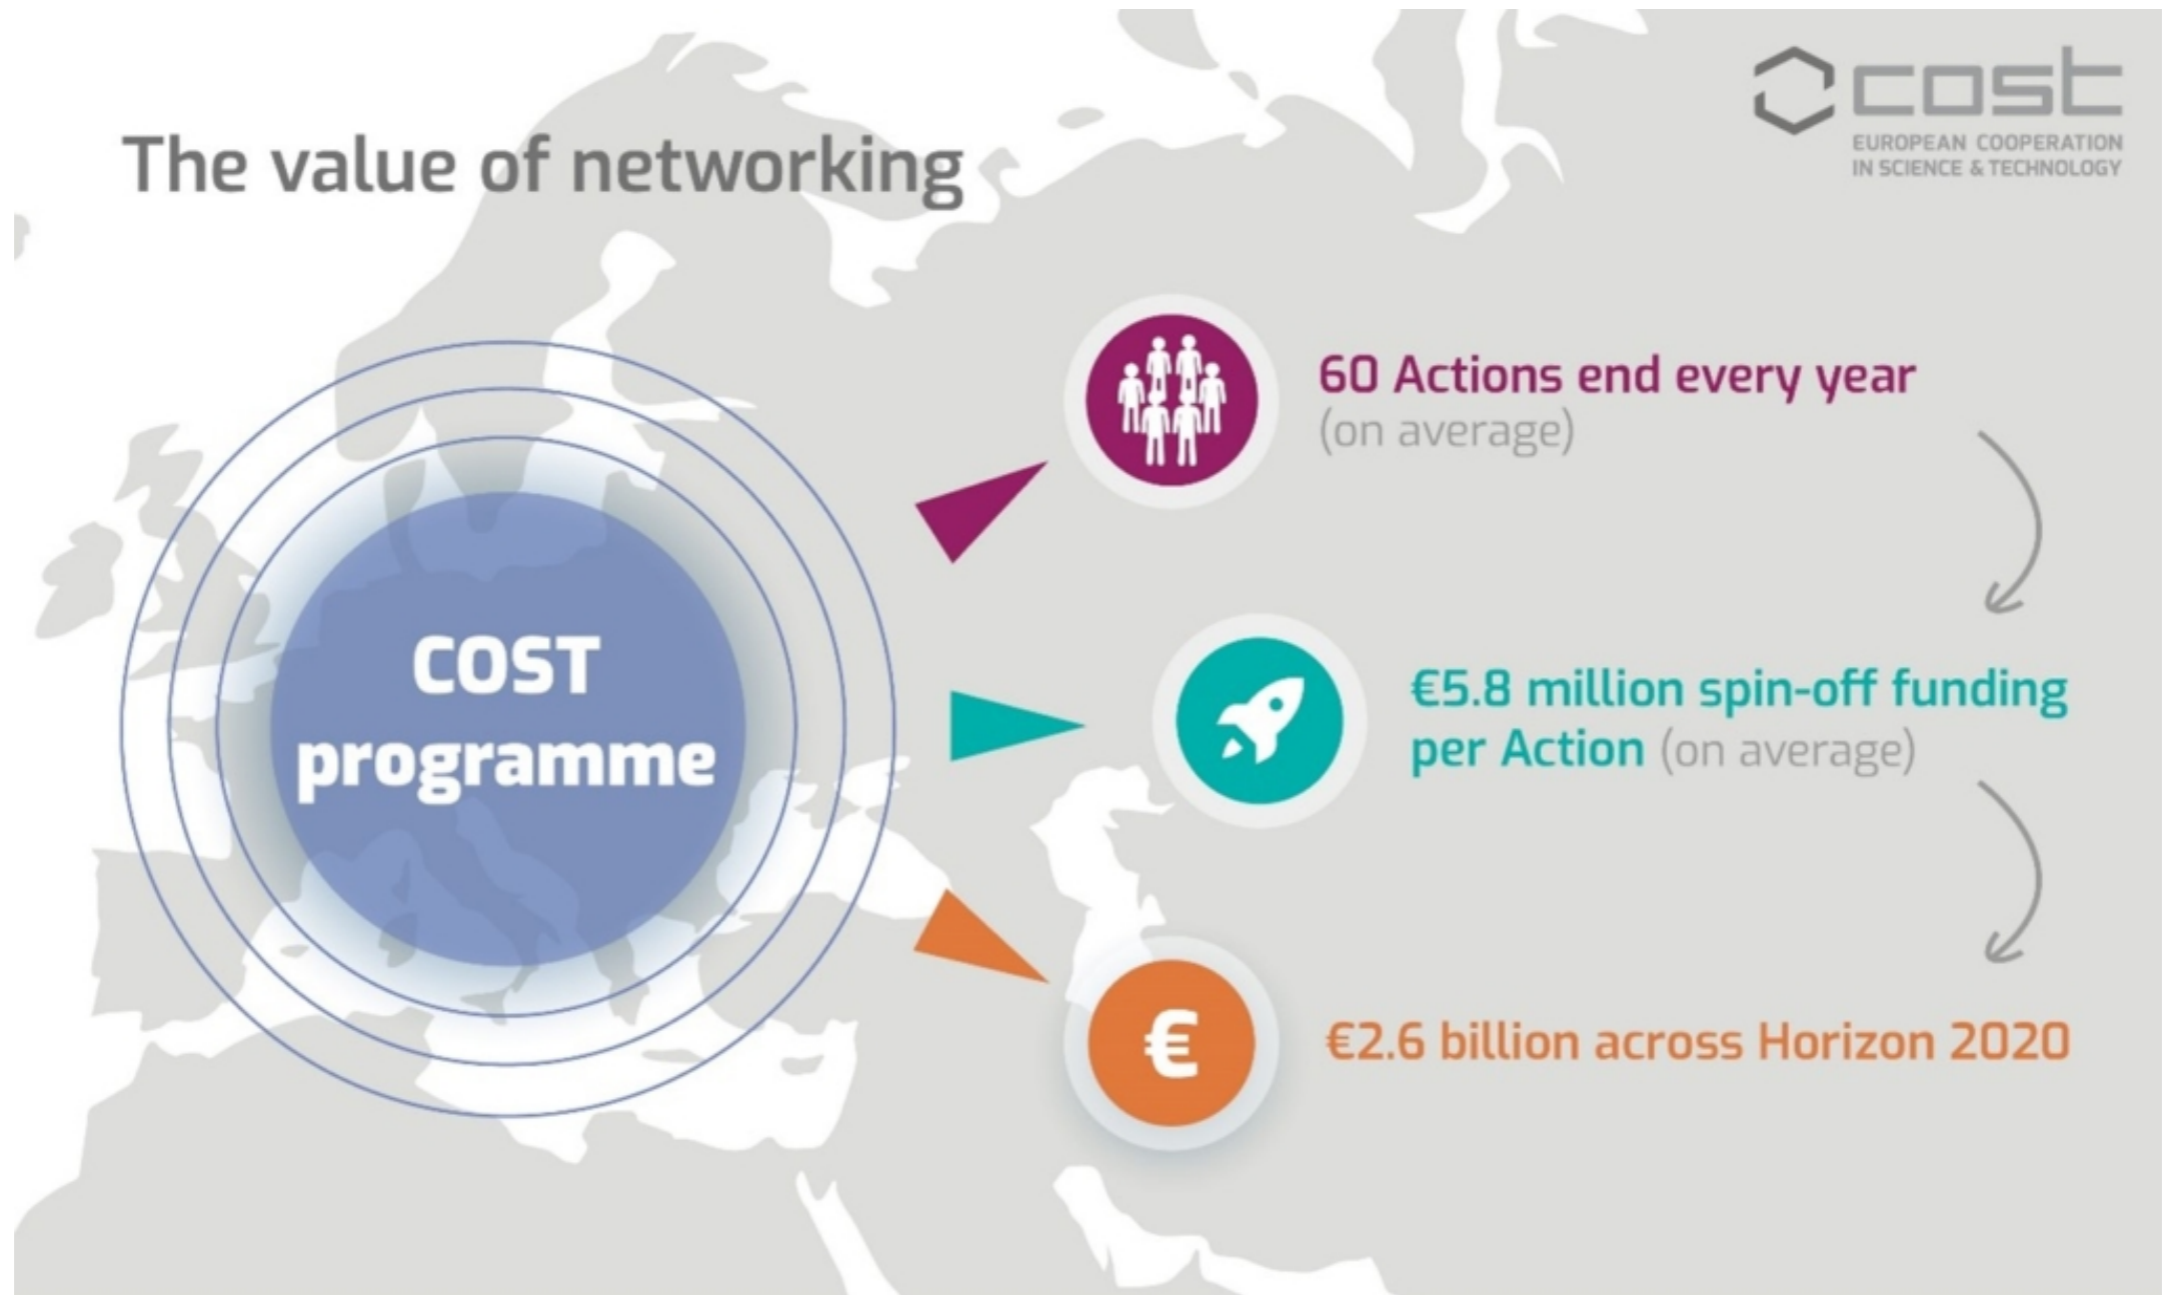 The value of networking
cost
EUROPEAN COOPERATION
IN SCIENCE & TECHNOLOGY
COST
programme
60 Actions end every year
(on average)
€5.8 million spin-off funding
per Action (on average)
€
€2.6 billion across Horizon 2020